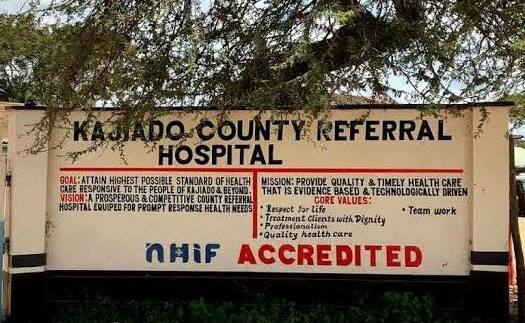 KAJIADO COUNTY REFERRAL
HOSPITAL
GOAL: ATTAIN HIGHEST POSSIBLE STANDARD OF HEALTH
CARE RESPONSIVE TO THE PEOPLE OF KAJIADO & BEYOND.
VISION: A PROSPEROUS & COMPETITIVE COUNTY REFERRAL
HOSPITAL EQUIPED FOR PROMPT RESPONSE HEALTH NEEDS
MISSION: PROVIDE QUALITY & TIMELY HEALTH CARE
THAT IS EVIDENCE BASED & TECHNOLOGICALLY DRIVEN
CORE VALUES:
• Respect for life
• Treatment Clients with Dignity
• Professionalism
• Quality health care
• Team work
NHIF ACCREDITED